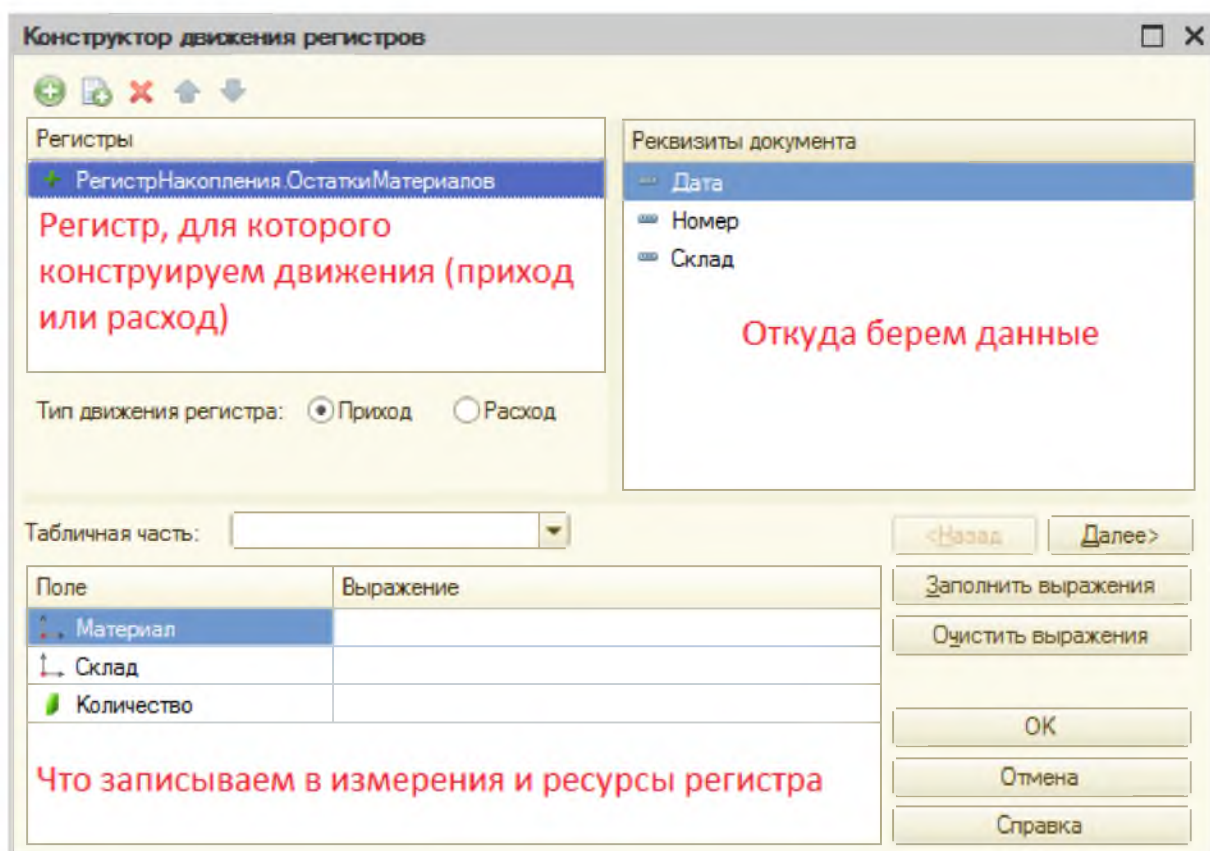 Конструктор движения регистров
Регистры
РегистрНакопления.ОстаткиМатериалов
Регистр, для которого
конструируем движения (приход
или расход)
Реквизиты документа
Дата
Номер
Склад
Откуда берем данные
Тип движения регистра: Приход Расход
Табличная часть:
<Назад Далее>
Поле Выражение
Материал
Склад
Количество
Что записываем в измерения и ресурсы регистра
Заполнить выражения
Очистить выражения
OK
Отмена
Справка